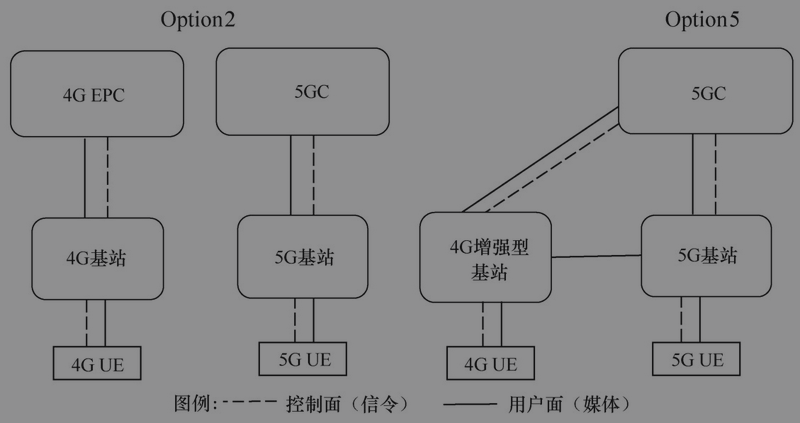 Option2
Option5
4G EPC
5GC
5GC
4G基站
5G基站
4G增强型
基站
5G基站
4G UE
5G UE
4G UE
5G UE
图例: 控制面（信令） 用户面（媒体）